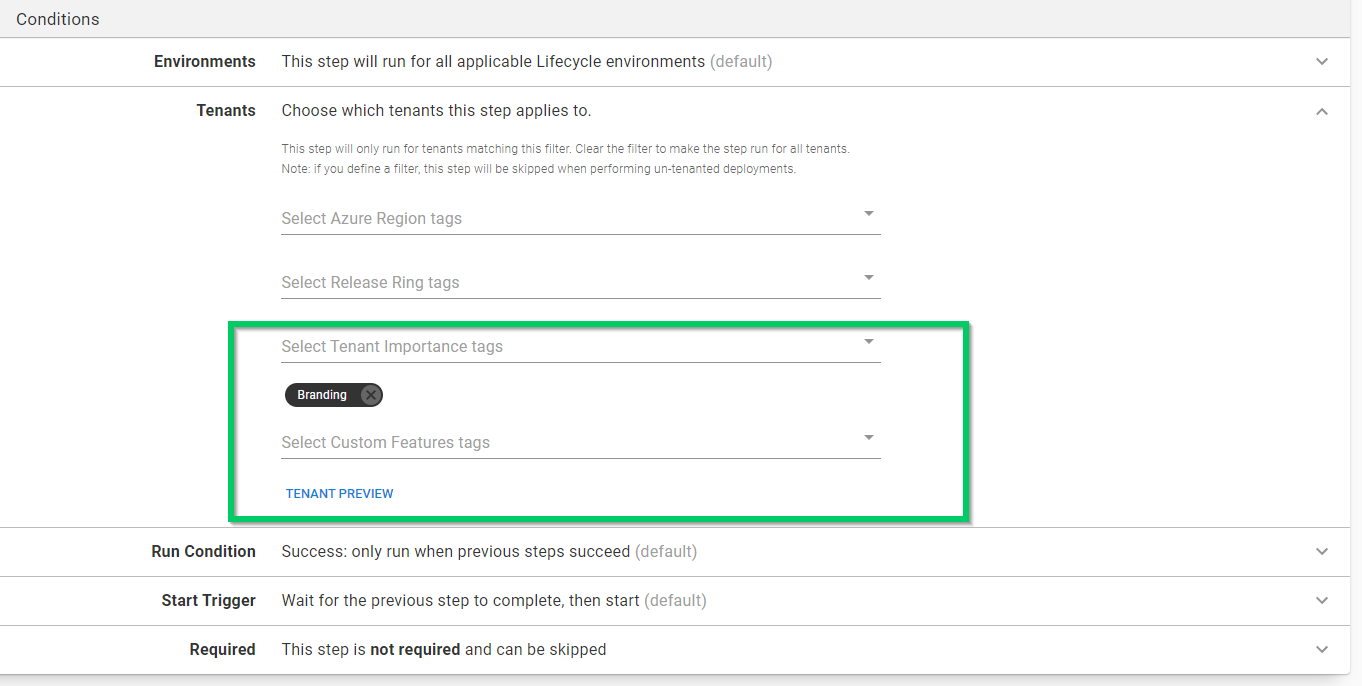 Conditions
Environments This step will run for all applicable Lifecycle environments (default)
Tenants Choose which tenants this step applies to.
This step will only run for tenants matching this filter. Clear the filter to make the step run for all tenants.
Note: if you define a filter, this step will be skipped when performing un-tenanted deployments.
Select Azure Region tags
Select Release Ring tags
Select Tenant Importance tags
Branding
Select Custom Features tags
TENANT PREVIEW
Run Condition Success: only run when previous steps succeed (default)
Start Trigger Wait for the previous step to complete, then start (default)
Required This step is not required and can be skipped